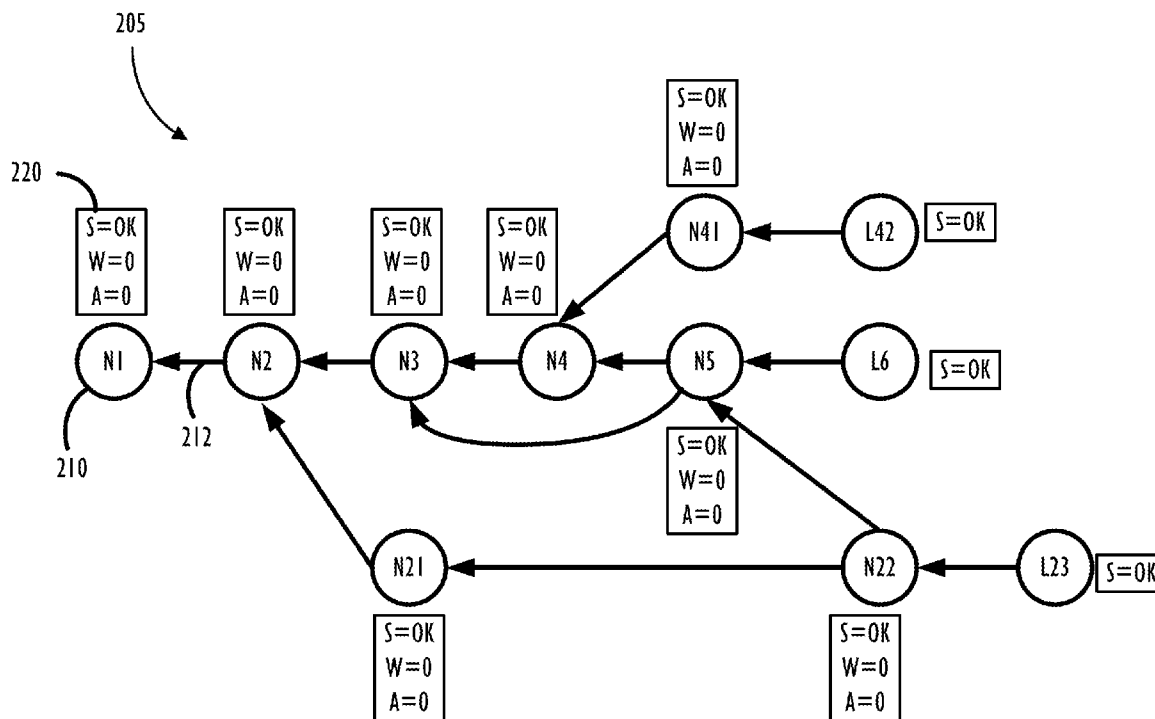 205
S=OK
W=0
A=0
220
S=OK
W=0
A=0
S=OK
W=0
A=0
S=OK
W=0
A=0
S=OK
W=0
A=0
N41
L42
S=OK
N1
N2
N3
N4
N5
L6
S=OK
212
210
S=OK
W=0
A=0
N21
N22
L23
S=OK
S=OK
W=0
A=0
S=OK
W=0
A=0